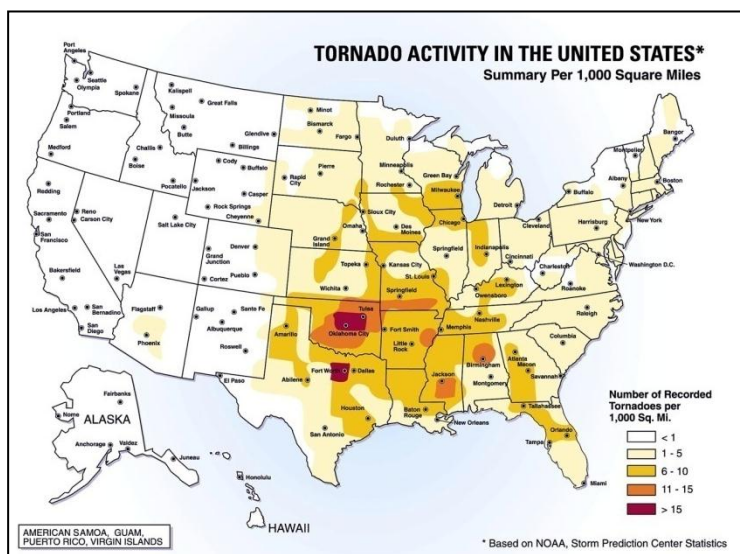 TORNADO ACTIVITY IN THE UNITED STATES*
Summary Per 1,000 Square Miles
Port
Angeles
Seattle
Olympia
Spokane
Portland
Salem
Medford
Kalispell
Great Falls
Missoula
Butte
Glendive
Billings
Challis
Boise
Pocatello
Cody
Buffalo
Jackson
Casper
Rock Springs
Cheyenne
Minot
Bismarck
Fargo
Pierre
Rapid
City
Duluth
Minneapolis
Rochester
Green Bay
Milwaukee
Chicago
Detroit
Redding
Reno
Carson City
Sacramento
San
Francisco
Bakersfield
Las
Vegas
Los Angeles
San
Bernadino
San
Diego
Salt Lake City
Grand
Junction
Denver
Cortez
Pueblo
Flagstaff
Phoenix
Gallup
Santa Fe
Albuquerque
Roswell
Sioux City
Omaha
Grand
Island
Des
Moines
Topeka
Kansas City
Wichita
Springfield
St. Louis
Springfield
Indianapolis
Cincinnati
Cleveland
Buffalo
Albany
Montpelier
Bangor
Boston
New York
Harrisburg
Washington D.C.
Charleston
Roanoke
Raleigh
Lexington
Owensboro
Nashville
Memphis
Tulsa
Oklahoma City
Amarillo
Fort Smith
Little
Rock
Fort Worth
Dallas
Abilene
El Paso
Houston
San Antonio
Jackson
Baton
Rouge
New Orleans
Birmingham
Montgomery
Atlanta
Macon
Savannah
Columbia
Tallahassee
Orlando
Tampa
Miami
Fairbanks
Nome
ALASKA
Anchorage
Valdez
Juneau
Honolulu
HAWAII
Number of Recorded
Tornadoes per
1,000 Sq. Mi.
< 1
1 - 5
6 - 10
11 - 15
> 15
AMERICAN SAMOA, GUAM,
PUERTO RICO, VIRGIN ISLANDS
* Based on NOAA, Storm Prediction Center Statistics